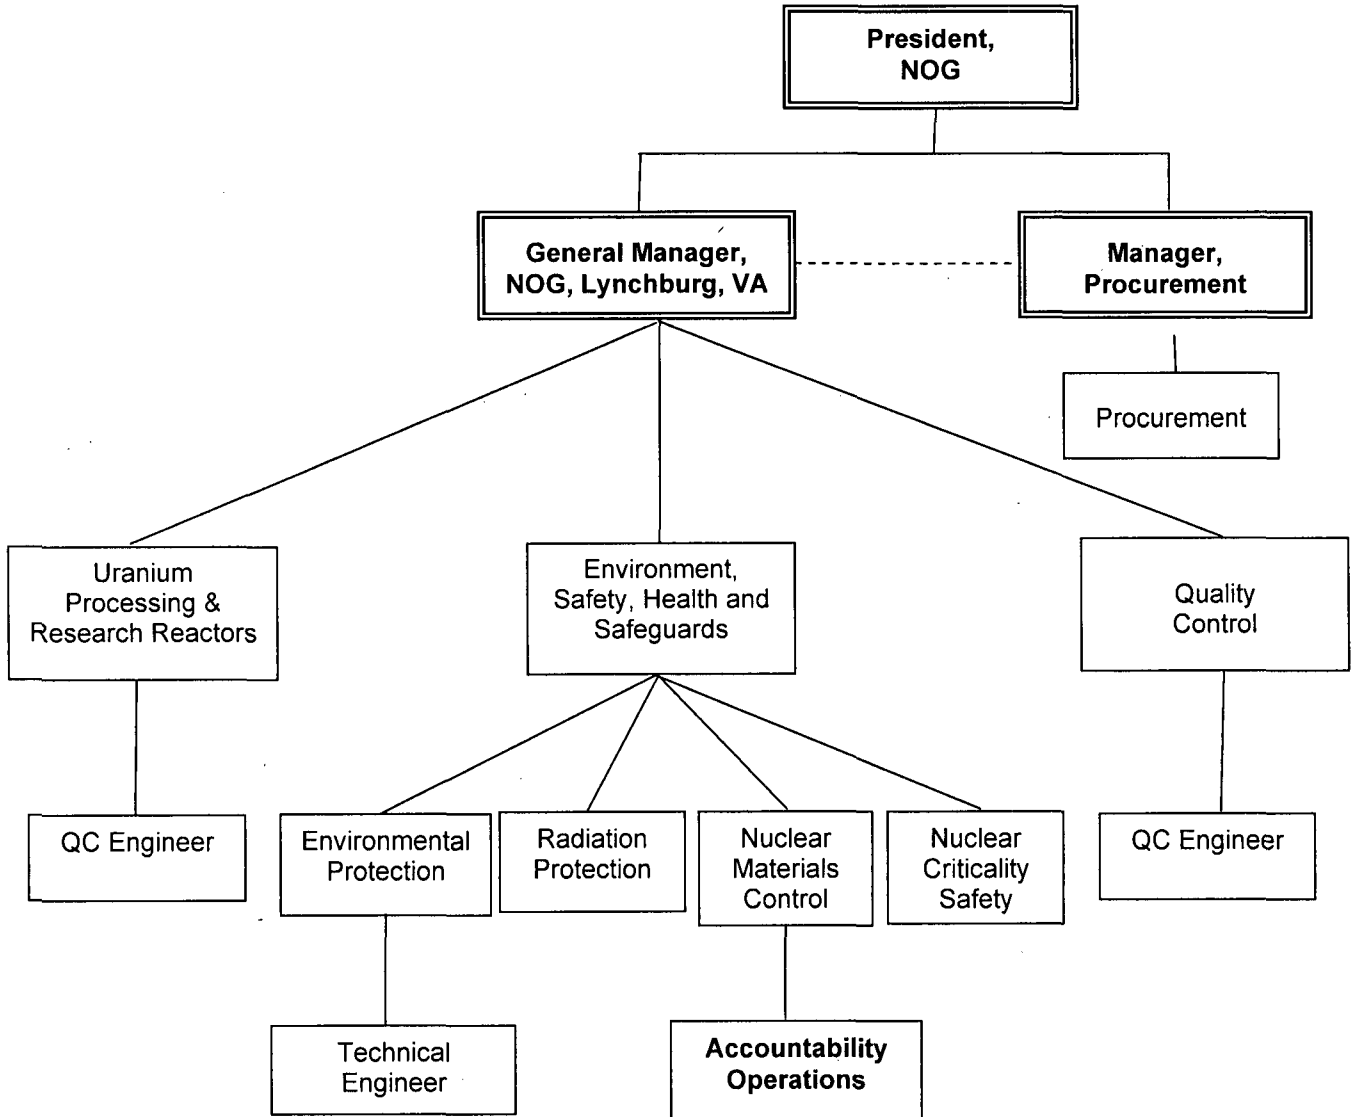 President,
NOG
General Manager,
NOG, Lynchburg, VA
Manager,
Procurement
Procurement
Uranium
Processing &
Research Reactors
Environment,
Safety, Health and
Safeguards
Quality
Control
QC Engineer
Environmental
Protection
Radiation
Protection
Nuclear
Materials
Control
Nuclear
Criticality
Safety
QC Engineer
Technical
Engineer
Accountability
Operations